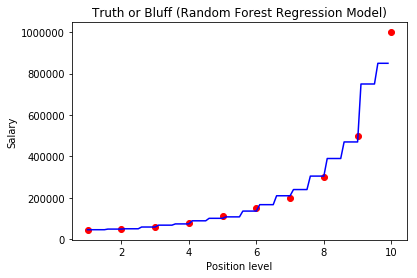 Truth or Bluff (Random Forest Regression Model)
1000000
800000
600000
400000
200000
0
Salary
2 4 6 8 10
Position level